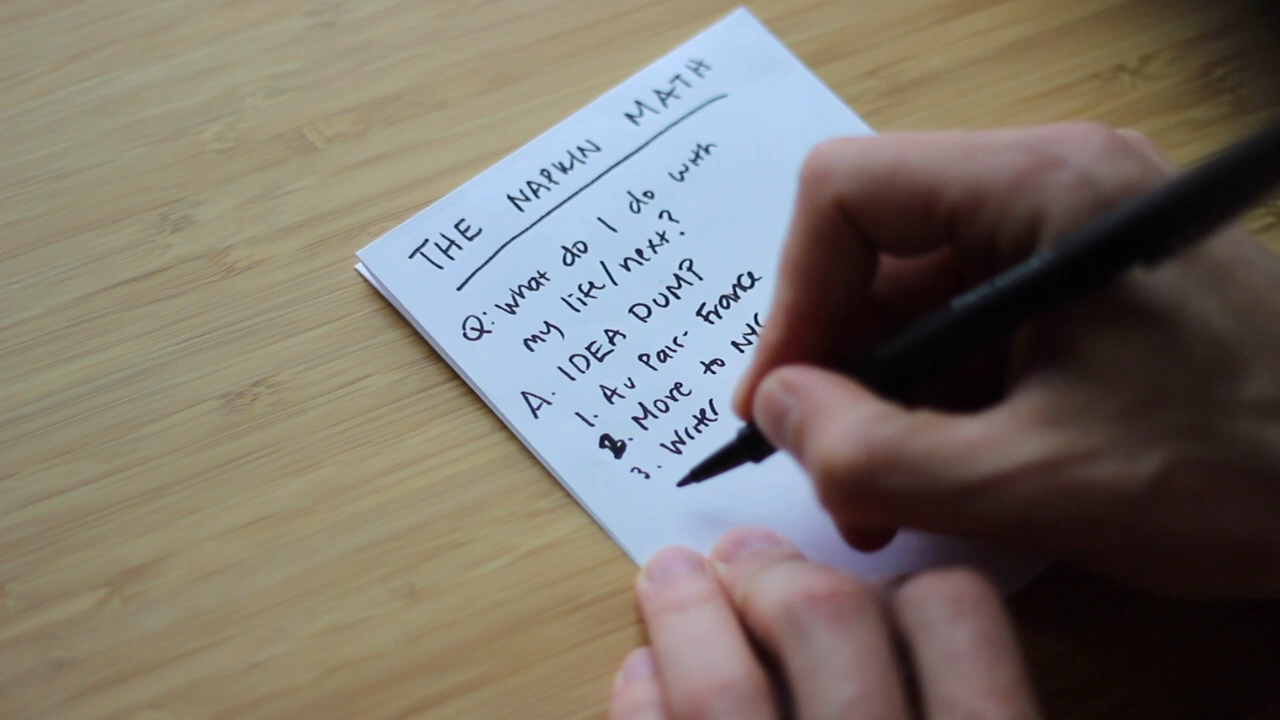 THE NAPKIN MATH
Q: What do I do with
my life/next?
A. IDEA DUMP
1. Au Pair- France
2. Move to NYC
3. Writer